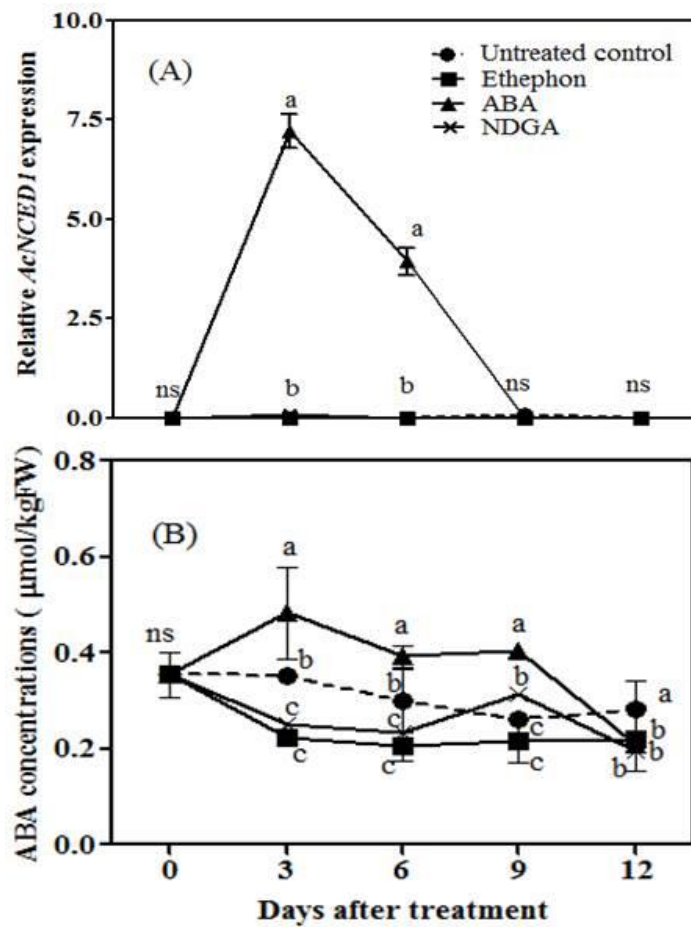 10.0
(A)
Untreated control
Ethephon
ABA
NDGA
a
7.5
5.0
a
2.5
ns
b
b
ns
ns
0.0
Relative AcNCED1 expression
0.8
(B)
0.6
a
ns
a
a
0.4
b
b
b
a
c
c
c
b
0.2
c
c
c
b
b
0.0
ABA concentrations ( μmol/kgFW)
0
3
6
9
12
Days after treatment